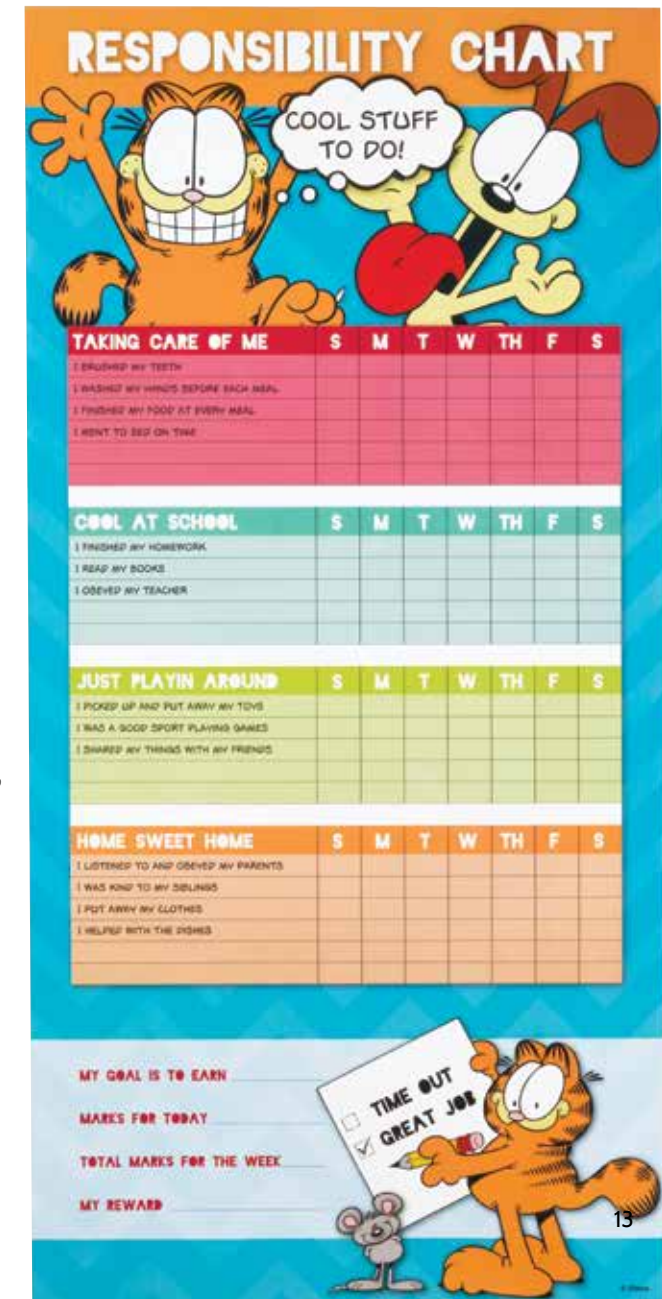 RESPONSIBILITY CHART
COOL STUFF
TO DO!
TAKING CARE OF ME S M T W TH F S
I BRUSHED MY TEETH
I WASHED MY HANDS BEFORE EACH MEAL
I FINISHED MY FOOD AT EVERY MEAL
I WENT TO BED ON TIME
COOL AT SCHOOL S M T W TH F S
I FINISHED MY HOMEWORK
I READ MY BOOKS
I OBEYED MY TEACHER
JUST PLAYIN AROUND S M T W TH F S
I PICKED UP AND PUT AWAY MY TOYS
I WAS A GOOD SPORT PLAYING GAMES
I SHARED MY THINGS WITH MY FRIENDS
HOME SWEET HOME S M T W TH F S
I LISTENED TO AND OBEYED MY PARENTS
I WAS KIND TO MY SIBLINGS
I PUT AWAY MY CLOTHES
I HELPED WITH THE DISHES
MY GOAL IS TO EARN
MARKS FOR TODAY
TOTAL MARKS FOR THE WEEK
MY REWARD
TIME OUT
GREAT JOB
13